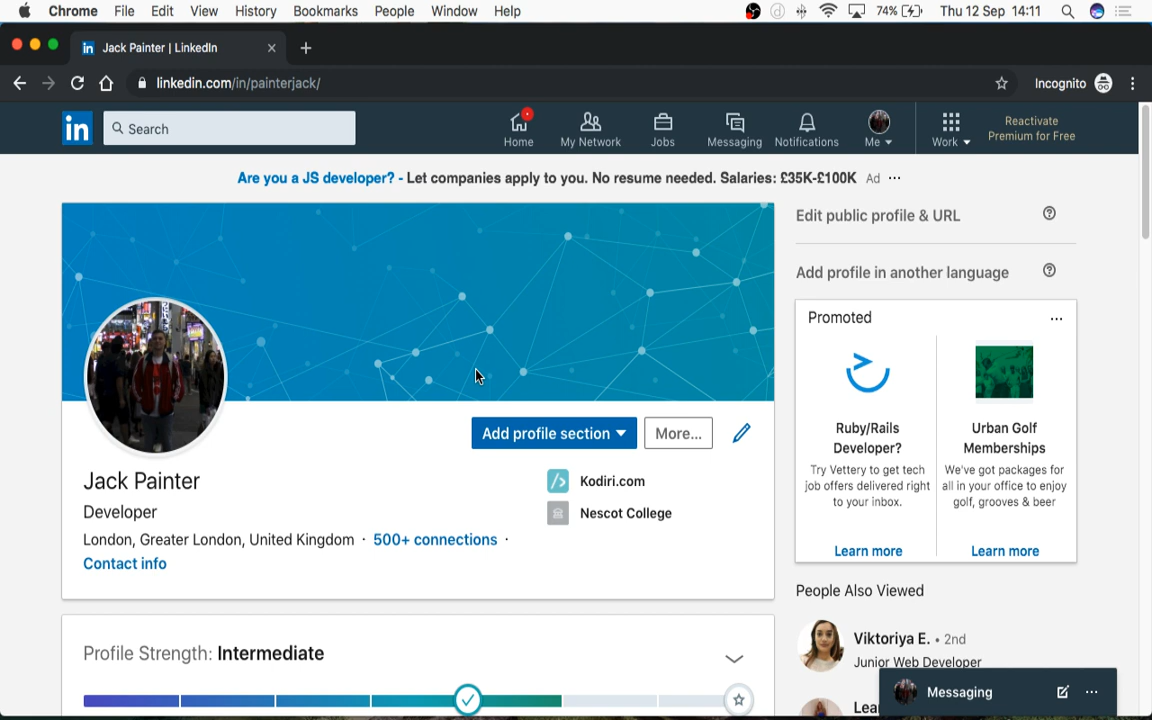 Chrome File Edit View History Bookmarks People Window Help 74% Thu 12 Sep 14:11
in Jack Painter | LinkedIn
linkedin.com/in/painterjack/ Incognito
in Search Home My Network Jobs Messaging Notifications Me Work Reactivate Premium for Free
Are you a JS developer? - Let companies apply to you. No resume needed. Salaries: £35K-£100K Ad
Edit public profile & URL
Add profile in another language
Promoted
Ruby/Rails
Developer?
Try Vettery to get tech
job offers delivered right
to your inbox.
Learn more
Urban Golf
Memberships
We've got packages for
all in your office to enjoy
golf, grooves & beer
Learn more
Add profile section More...
Jack Painter
Developer
London, Greater London, United Kingdom · 500+ connections ·
Contact info
Kodiri.com
Nescot College
People Also Viewed
Viktoriya E. • 2nd
Junior Web Developer
Profile Strength: Intermediate
Messaging